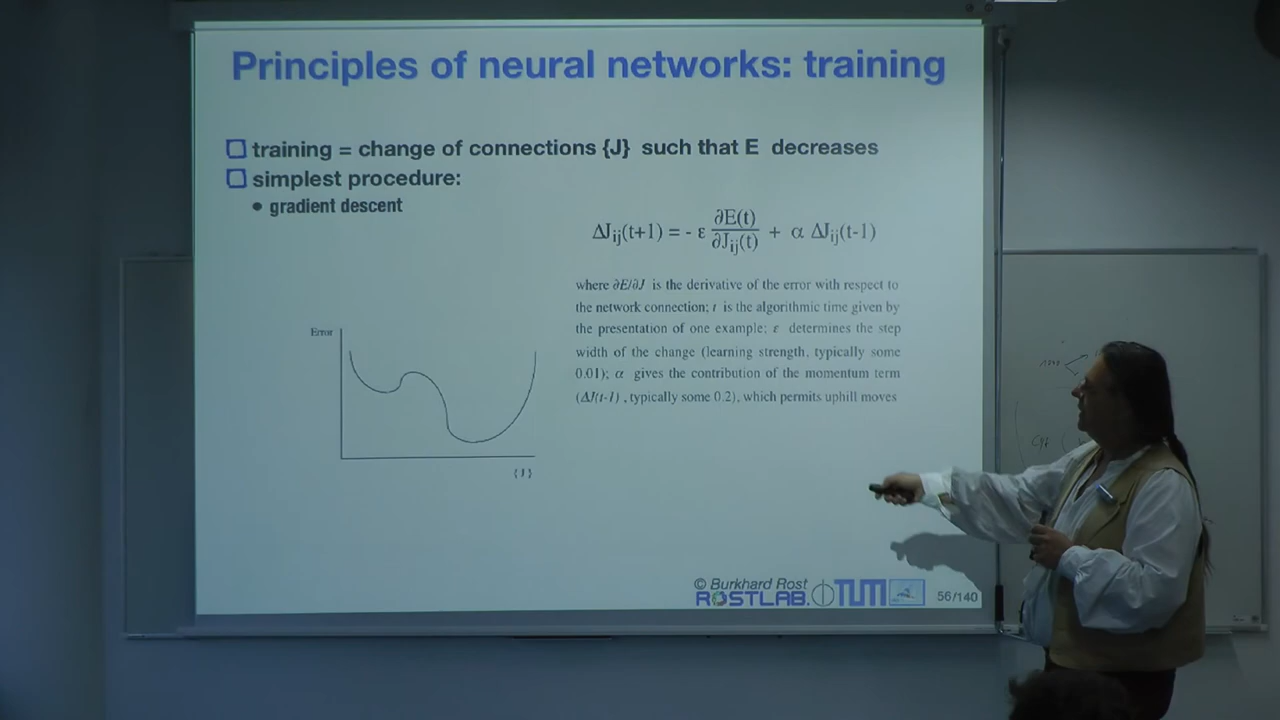 Principles of neural networks: training
training = change of connections {J} such that E decreases
simplest procedure:
• gradient descent
ΔJij(t+1) = - ε ∂E(t)/∂Jij(t) + α ΔJij(t-1)
where ∂E/∂J is the derivative of the error with respect to
the network connection; t is the algorithmic time given by
the presentation of one example; ε determines the step
width of the change (learning strength, typically some
0.01); α gives the contribution of the momentum term
(ΔJ(t-1) , typically some 0.2), which permits uphill moves
Error
{J}
© Burkhard Rost
ROSTLAB.
TUM
56/140